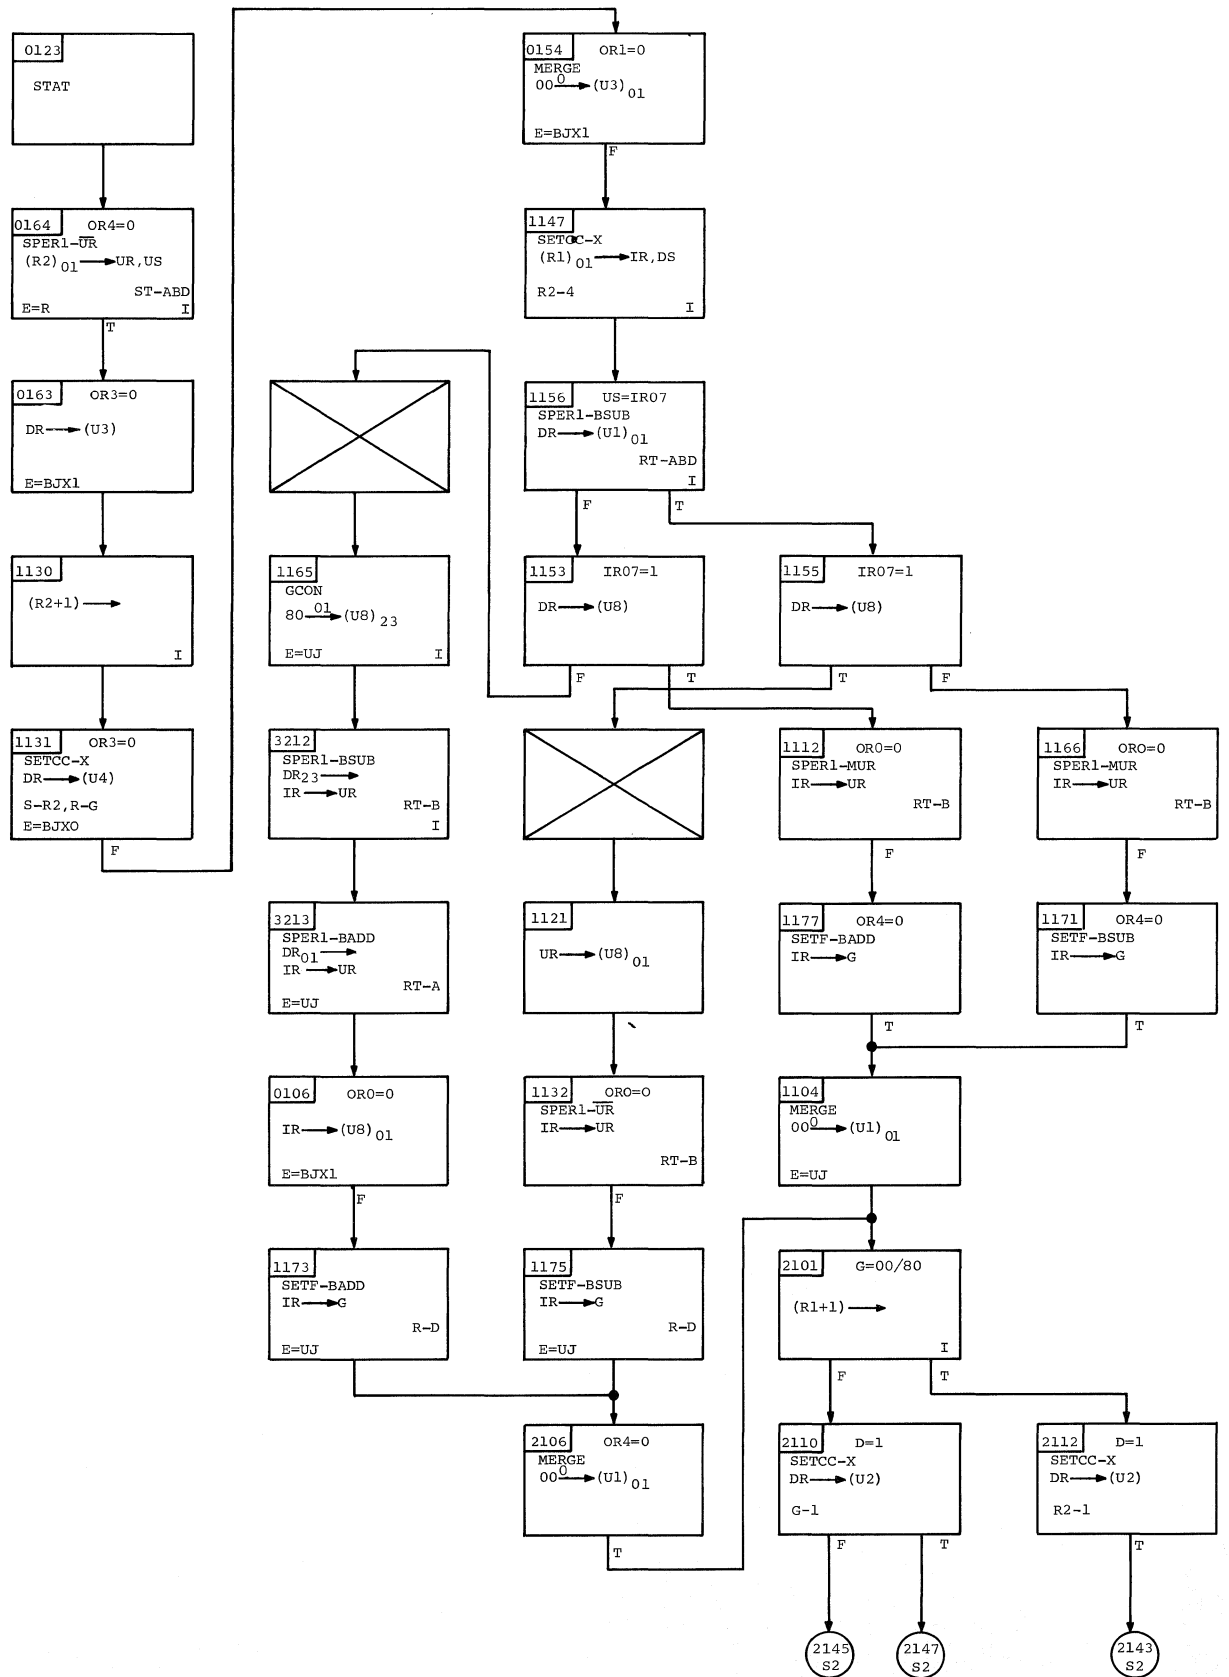 0123
STAT
0164 OR4=0
SPER1-UR
(R2)01 → UR,US
ST-ABD
E=R I
T
0163 OR3=0
DR → (U3)
E=BJX1
1130
(R2+1) →
I
1131 OR3=0
SETCC-X
DR → (U4)
S-R2,R-G
E=BJXO
F
0154 OR1=0
MERGE
00 0 → (U3)01
E=BJX1
F
1147
SETCC-X
(R1)01 → IR,DS
R2-4
I
1156 US=IR07
SPER1-BSUB
DR → (U1)01
RT-ABD
I
F T
1153 IR07=1
DR → (U8)
F T
1155 IR07=1
DR → (U8)
T F
1165
GCON
80 01 → (U8)23
E=UJ I
3212
SPER1-BSUB
DR23 →
IR → UR
RT-B
I
3213
SPER1-BADD
DR01 →
IR → UR
RT-A
E=UJ
0106 OR0=0
IR → (U8)01
E=BJX1
F
1173
SETF-BADD
IR → G
R-D
E=UJ
1121
UR → (U8)01
1132 ORO=O
SPER1-UR
IR → UR
RT-B
F
1175
SETF-BSUB
IR → G
R-D
E=UJ
2106 OR4=0
MERGE
00 0 → (U1)01
T
1112 OR0=0
SPER1-MUR
IR → UR
RT-B
F
1177 OR4=0
SETF-BADD
IR → G
T
1166 ORO=0
SPER1-MUR
IR → UR
RT-B
F
1171 OR4=0
SETF-BSUB
IR → G
T
1104
MERGE
00 0 → (U1)01
E=UJ
2101 G=00/80
(R1+1) →
I
F T
2110 D=1
SETCC-X
DR → (U2)
G-1
F T
2112 D=1
SETCC-X
DR → (U2)
R2-1
T
2145
S2
2147
S2
2143
S2